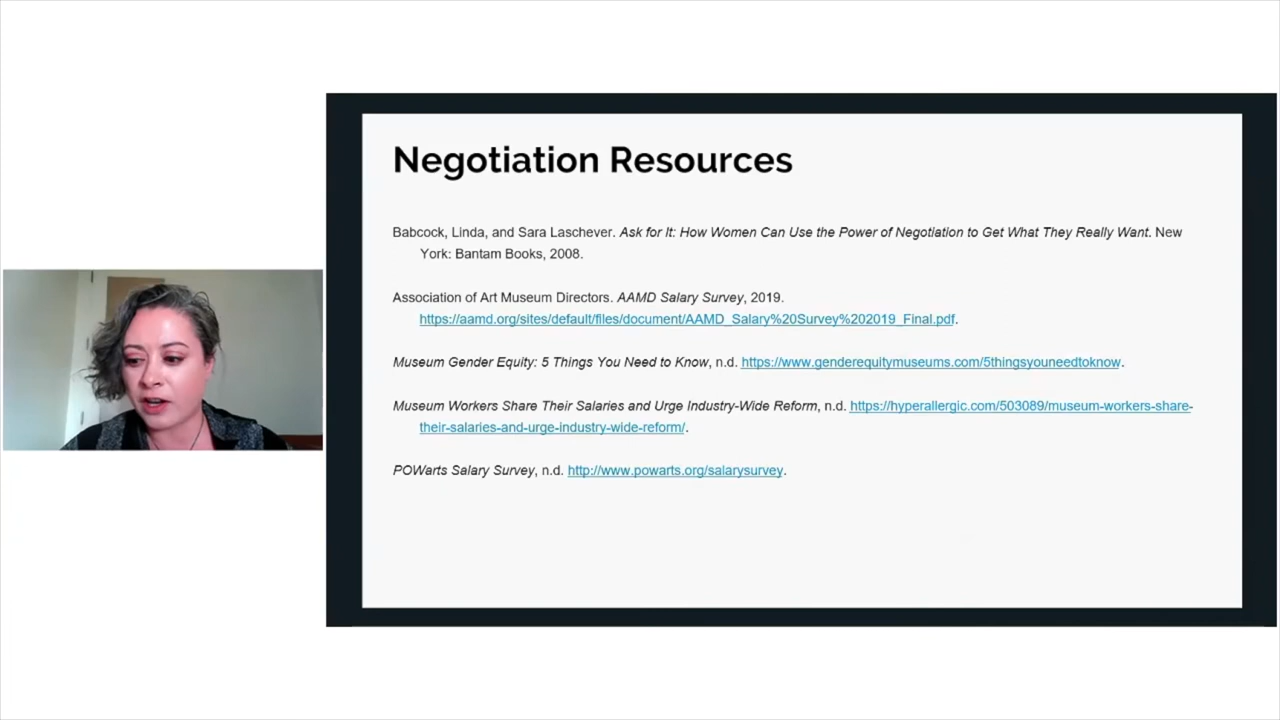 Negotiation Resources
Babcock, Linda, and Sara Laschever. Ask for It: How Women Can Use the Power of Negotiation to Get What They Really Want. New
York: Bantam Books, 2008.
Association of Art Museum Directors. AAMD Salary Survey, 2019.
https://aamd.org/sites/default/files/document/AAMD_Salary%20Survey%202019_Final.pdf.
Museum Gender Equity: 5 Things You Need to Know, n.d. https://www.genderequitymuseums.com/5thingsyouneedtoknow.
Museum Workers Share Their Salaries and Urge Industry-Wide Reform, n.d. https://hyperallergic.com/503089/museum-workers-share-
their-salaries-and-urge-industry-wide-reform/.
POWarts Salary Survey, n.d. http://www.powarts.org/salarysurvey.